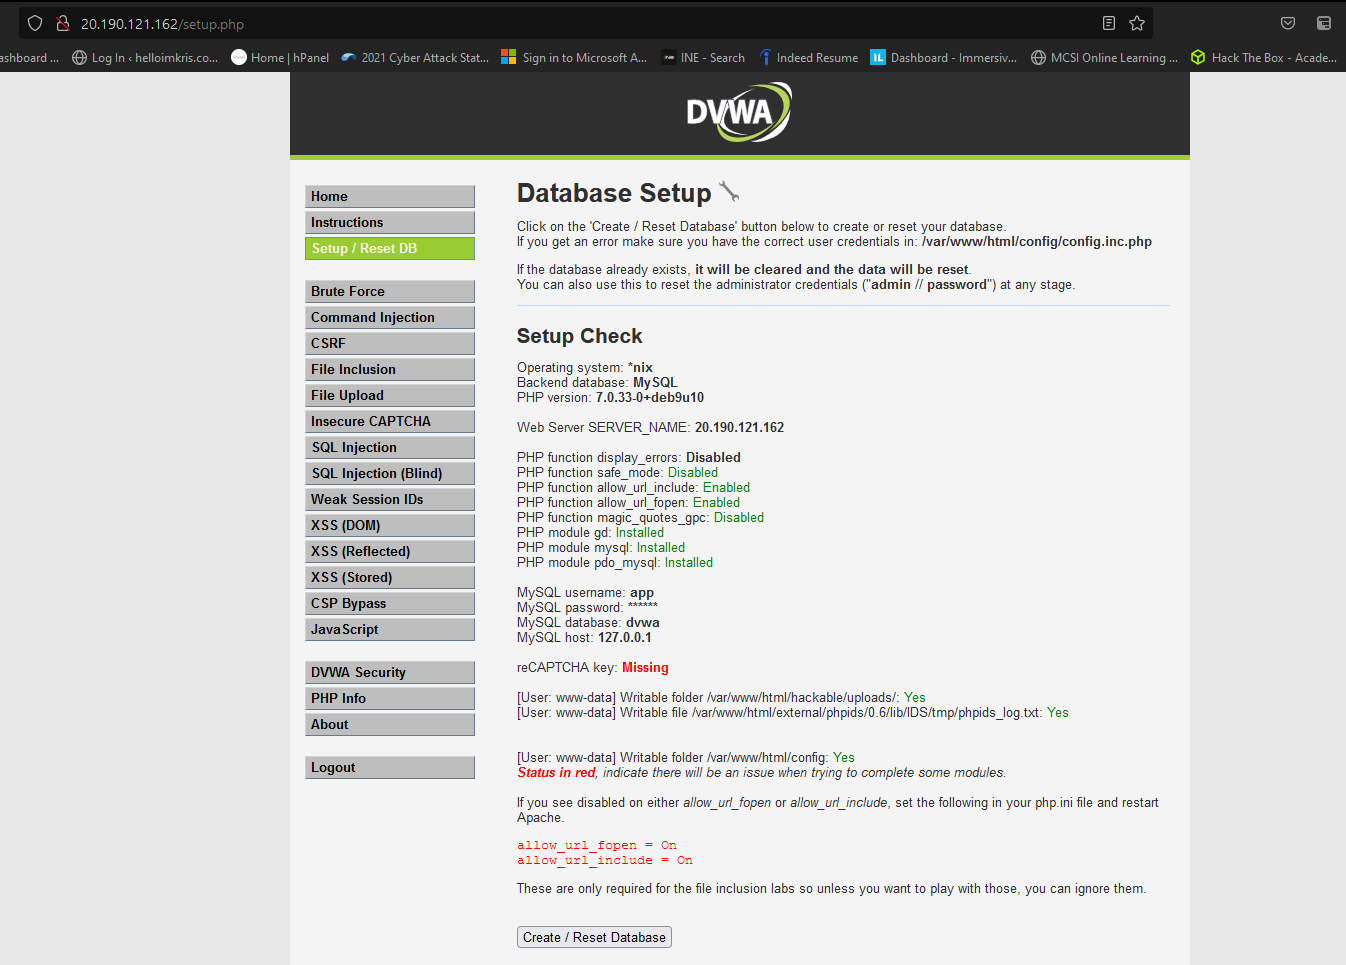 20.190.121.162/setup.php
ashboard ...
Log In ‹ helloimkris.co...
Home | hPanel
2021 Cyber Attack Stat...
Sign in to Microsoft A...
INE - Search
Indeed Resume
Dashboard - Immersiv...
MCSI Online Learning ...
Hack The Box - Acade...
DVWA
Home
Instructions
Setup / Reset DB
Brute Force
Command Injection
CSRF
File Inclusion
File Upload
Insecure CAPTCHA
SQL Injection
SQL Injection (Blind)
Weak Session IDs
XSS (DOM)
XSS (Reflected)
XSS (Stored)
CSP Bypass
JavaScript
DVWA Security
PHP Info
About
Logout
Database Setup
Click on the 'Create / Reset Database' button below to create or reset your database.
If you get an error make sure you have the correct user credentials in: /var/www/html/config/config.inc.php
If the database already exists, it will be cleared and the data will be reset.
You can also use this to reset the administrator credentials ("admin // password") at any stage.
Setup Check
Operating system: *nix
Backend database: MySQL
PHP version: 7.0.33-0+deb9u10
Web Server SERVER_NAME: 20.190.121.162
PHP function display_errors: Disabled
PHP function safe_mode: Disabled
PHP function allow_url_include: Enabled
PHP function allow_url_fopen: Enabled
PHP function magic_quotes_gpc: Disabled
PHP module gd: Installed
PHP module mysql: Installed
PHP module pdo_mysql: Installed
MySQL username: app
MySQL password: ******
MySQL database: dvwa
MySQL host: 127.0.0.1
reCAPTCHA key: Missing
[User: www-data] Writable folder /var/www/html/hackable/uploads/: Yes
[User: www-data] Writable file /var/www/html/external/phpids/0.6/lib/IDS/tmp/phpids_log.txt: Yes
[User: www-data] Writable folder /var/www/html/config: Yes
Status in red, indicate there will be an issue when trying to complete some modules.
If you see disabled on either allow_url_fopen or allow_url_include, set the following in your php.ini file and restart
Apache.
allow_url_fopen = On
allow_url_include = On
These are only required for the file inclusion labs so unless you want to play with those, you can ignore them.
Create / Reset Database